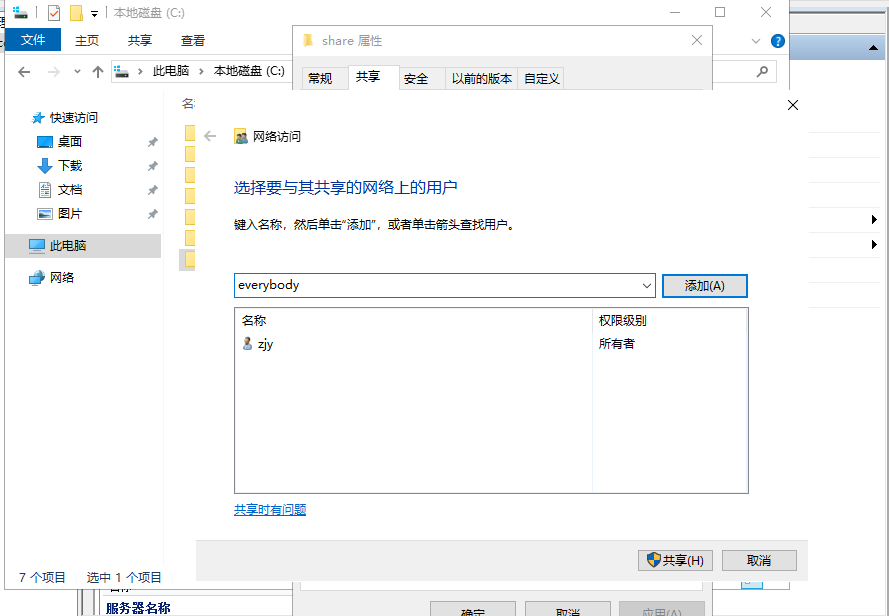 本地磁盘 (C:)
文件 主页 共享 查看
此电脑 本地磁盘 (C:)
share 属性
常规 共享 安全 以前的版本 自定义
快速访问
桌面
下载
文档
图片
此电脑
网络
网络访问
选择要与其共享的网络上的用户
键入名称，然后单击"添加"，或者单击箭头查找用户。
everybody 添加(A)
名称 权限级别
zjy 所有者
共享时有问题
共享(H) 取消
7 个项目 选中 1 个项目
服务器名称
确定 取消 应用(A)